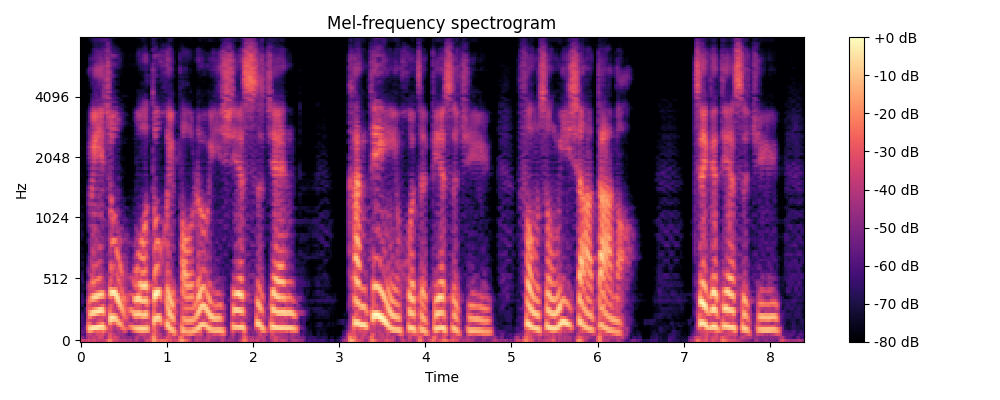 Mel-frequency spectrogram
Hz
4096
2048
1024
512
0
0 1 2 4 5 6 7 8
Time
+0 dB
-10 dB
-20 dB
-30 dB
-40 dB
-50 dB
-60 dB
-70 dB
-80 dB